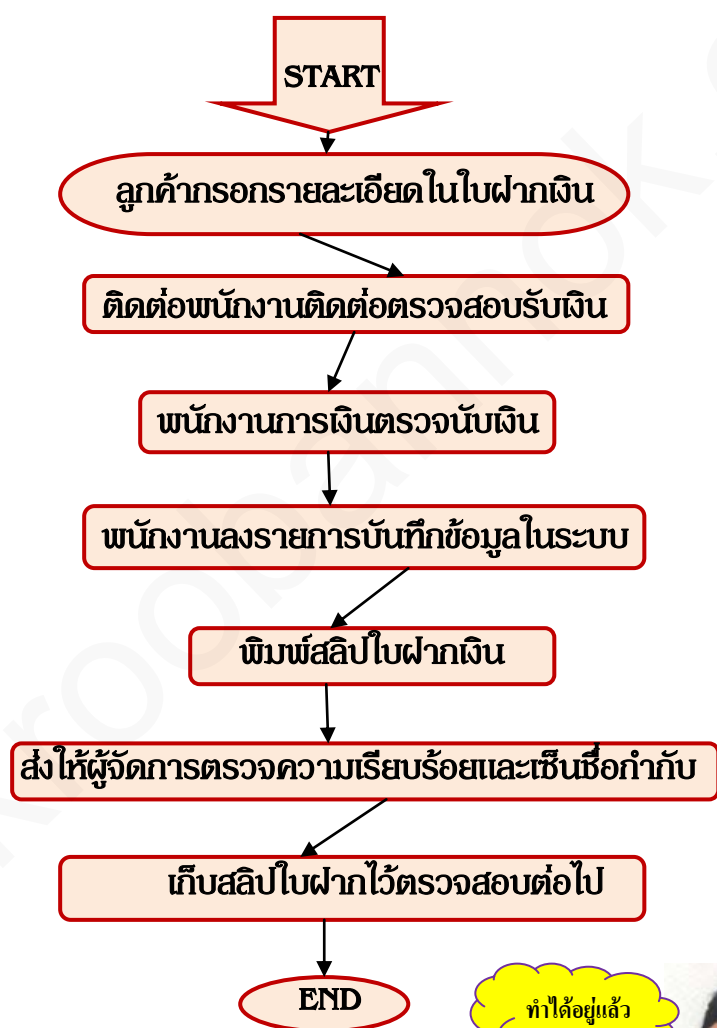 START
ลูกค้ากรอกรายละเอียดในใบฝากเงิน
ติดต่อพนักงานติดต่อตรวจสอบรับเงิน
พนักงานการเงินตรวจนับเงิน
พนักงานลงรายการบันทึกข้อมูลในระบบ
พิมพ์สลิปใบฝากเงิน
ส่งให้ผู้จัดการตรวจความเรียบร้อยและเซ็นชื่อกำกับ
เก็บสลิปใบฝากไว้ตรวจสอบต่อไป
END
ทำได้อยู่แล้ว